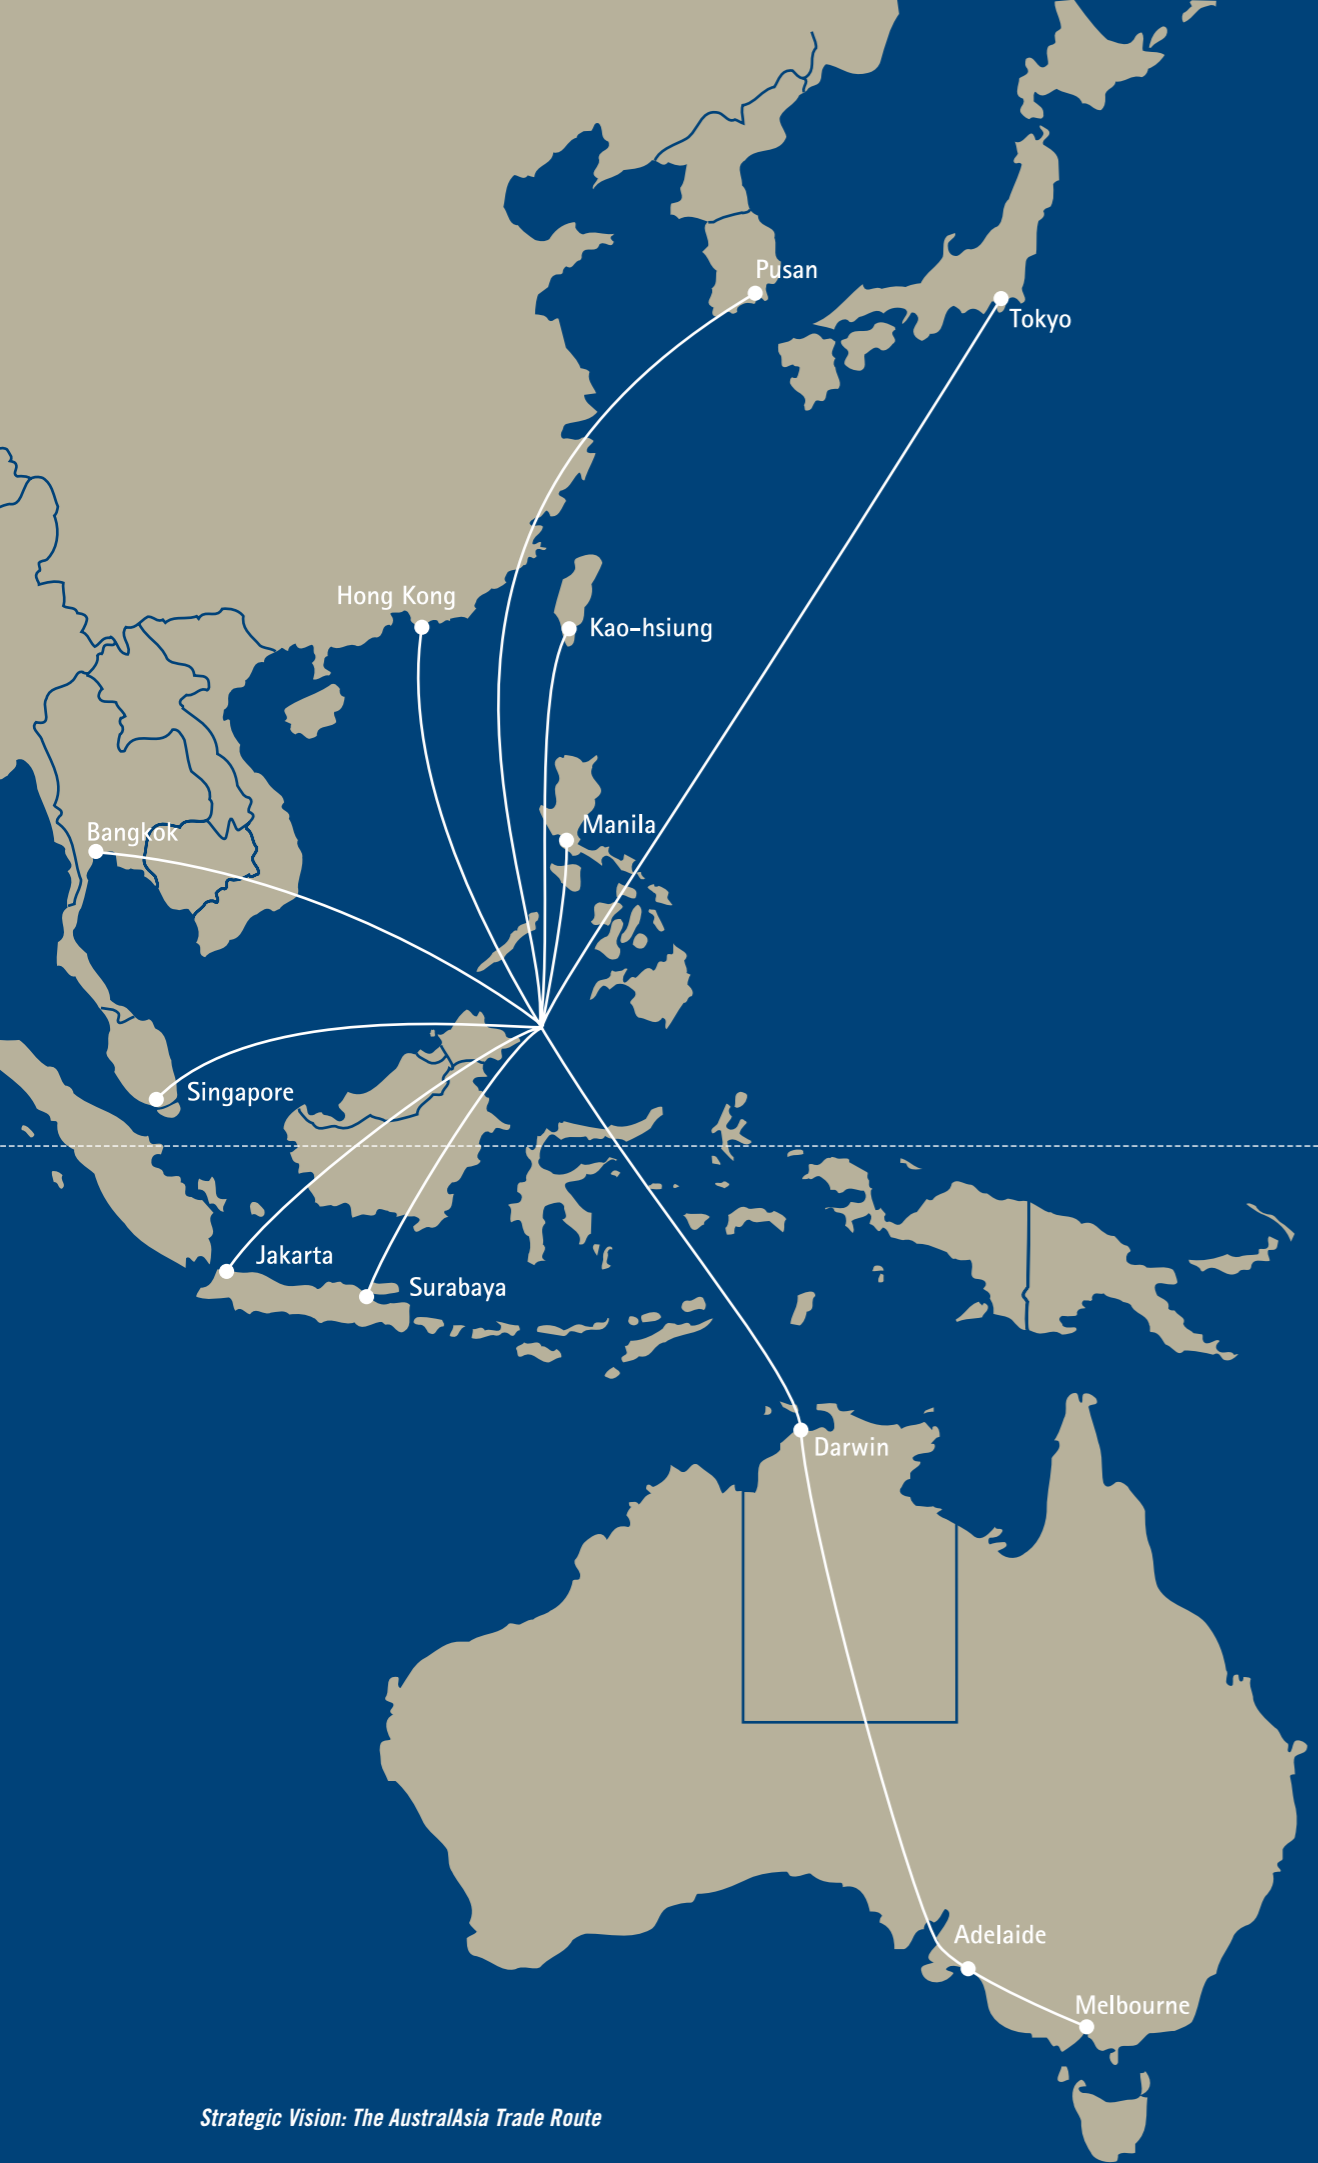 Pusan
Tokyo
Hong Kong
Kao-hsiung
Manila
Bangkok
Singapore
Jakarta
Surabaya
Darwin
Adelaide
Melbourne
Strategic Vision: The AustralAsia Trade Route